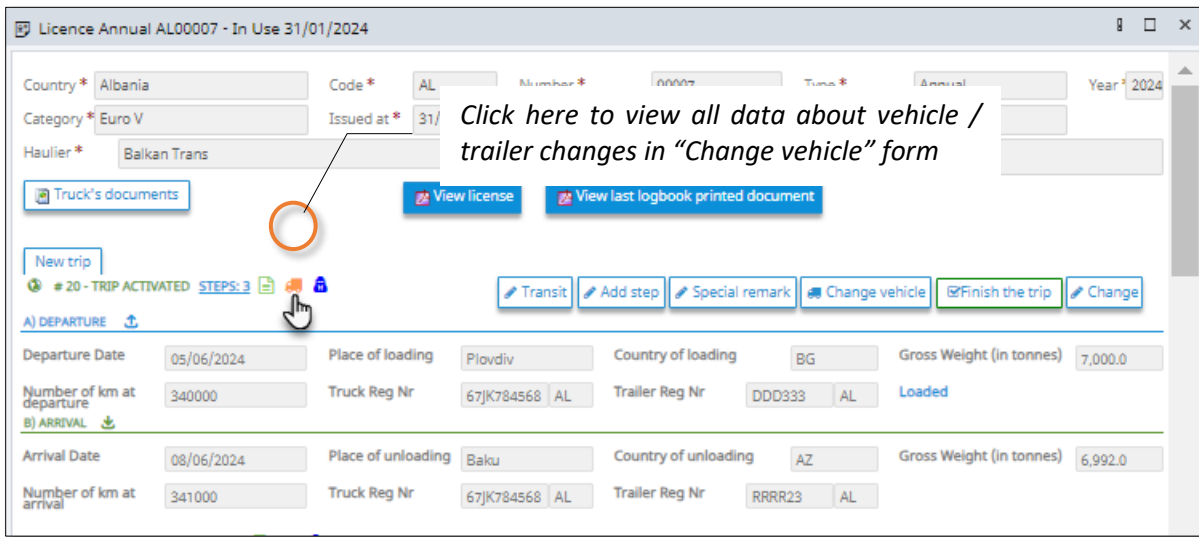 Licence Annual AL00007 - In Use 31/01/2024
Country * Albania Code * AL Number * 00007 Type * Annual Year * 2024
Category * Euro V Issued at * 31/
Click here to view all data about vehicle /
trailer changes in “Change vehicle” form
Haulier * Balkan Trans
Truck's documents View license View last logbook printed document
New trip
# 20 - TRIP ACTIVATED STEPS: 3 H Transit Add step Special remark Change vehicle Finish the trip Change
A) DEPARTURE
Departure Date 05/06/2024 Place of loading Plovdiv Country of loading BG Gross Weight (in tonnes) 7,000.0
Number of km at departure 340000 Truck Reg Nr 67JK784568 AL Trailer Reg Nr DDD333 AL Loaded
B) ARRIVAL
Arrival Date 08/06/2024 Place of unloading Baku Country of unloading AZ Gross Weight (in tonnes) 6,992.0
Number of km at arrival 341000 Truck Reg Nr 67JK784568 AL Trailer Reg Nr RRRR23 AL